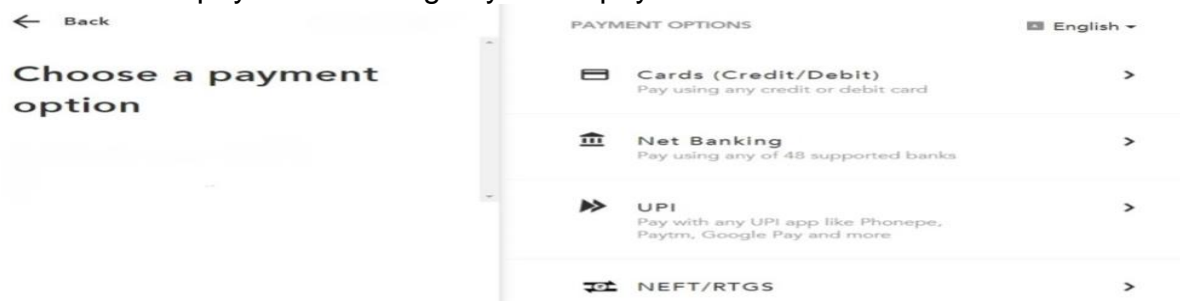 ← Back
Choose a payment
option
PAYMENT OPTIONS
English
Cards (Credit/Debit)
Pay using any credit or debit card
Net Banking
Pay using any of 48 supported banks
UPI
Pay with any UPI app like Phonepe,
Paytm, Google Pay and more
NEFT/RTGS